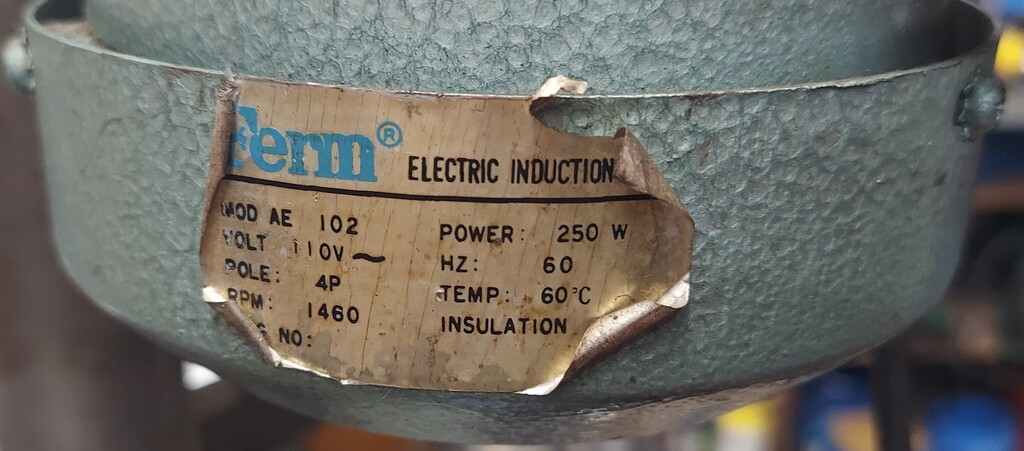 Ferm®
ELECTRIC INDUCTION
MOD AE 102
VOLT 110V ~
POLE: 4P
RPM: 1460
NO:
POWER: 250 W
HZ: 60
TEMP: 60°C
INSULATION